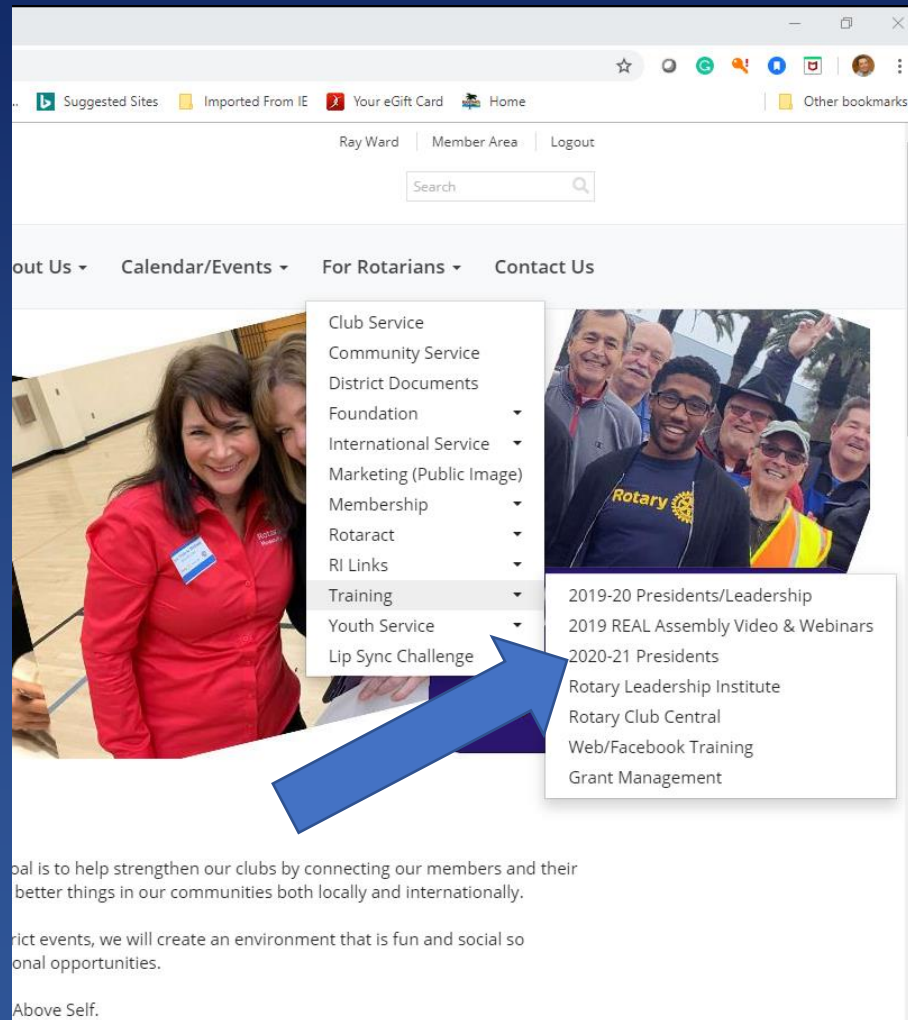 Suggested Sites Imported From IE Your eGift Card Home Other bookmarks
Ray Ward Member Area Logout
Search
out Us Calendar/Events For Rotarians Contact Us
Club Service
Community Service
District Documents
Foundation
International Service
Marketing (Public Image)
Membership
Rotaract
RI Links
Training
Youth Service
Lip Sync Challenge
Rotary
2019-20 Presidents/Leadership
2019 REAL Assembly Video & Webinars
2020-21 Presidents
Rotary Leadership Institute
Rotary Club Central
Web/Facebook Training
Grant Management
oal is to help strengthen our clubs by connecting our members and their
better things in our communities both locally and internationally.
rict events, we will create an environment that is fun and social so
onal opportunities.
Above Self.